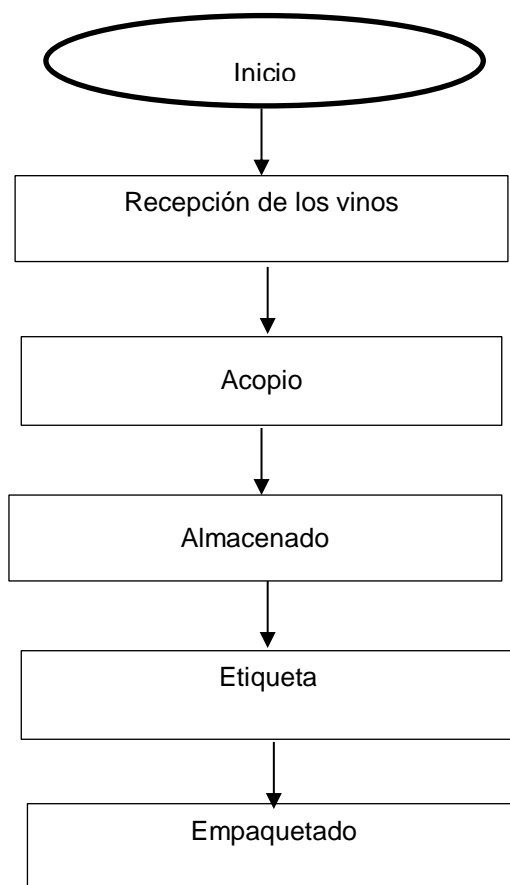 Inicio
Recepción de los vinos
Acopio
Almacenado
Etiqueta
Empaquetado